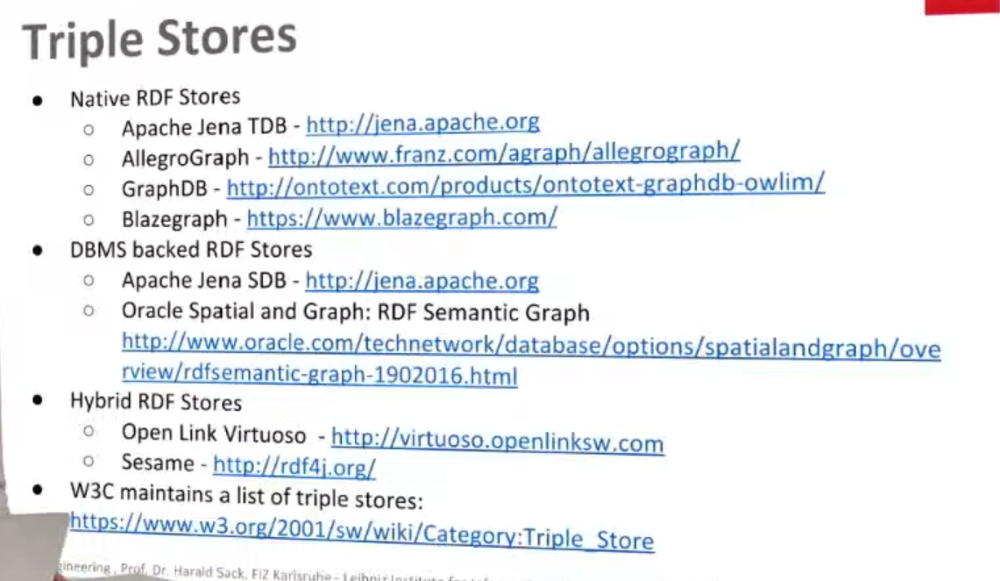 Triple Stores
● Native RDF Stores
○ Apache Jena TDB - http://jena.apache.org
○ AllegroGraph - http://www.franz.com/agraph/allegrograph/
○ GraphDB - http://ontotext.com/products/ontotext-graphdb-owlim/
○ Blazegraph - https://www.blazegraph.com/
● DBMS backed RDF Stores
○ Apache Jena SDB - http://jena.apache.org
○ Oracle Spatial and Graph: RDF Semantic Graph
http://www.oracle.com/technetwork/database/options/spatialandgraph/ove
rview/rdfsemantic-graph-1902016.html
● Hybrid RDF Stores
○ Open Link Virtuoso - http://virtuoso.openlinksw.com
○ Sesame - http://rdf4j.org/
● W3C maintains a list of triple stores:
https://www.w3.org/2001/sw/wiki/Category:Triple_Store
gineering , Prof. Dr. Harald Sack, FIZ Karlsruhe - Leibniz Institute for